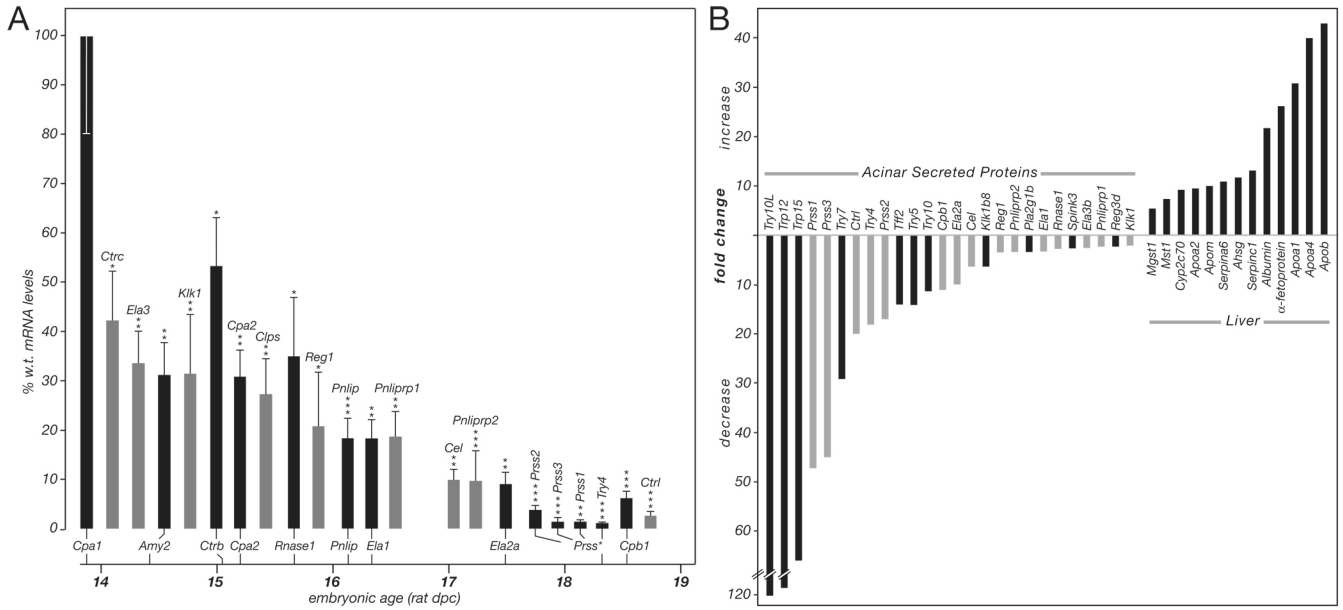 A
100
80
70
60
50
40
30
20
10
0
% w.t. mRNA levels
Ctrc
*
Ela3
**
**
Klk1
**
*
Cpa2
**
Clps
**
*
Reg1
*
Pnlip
***
**
Pnliprp1
**
Cel
**
Pnliprp2
***
**
***Prss2
***Prss3
***Prss1
***Try4
***
Ctrl
***
Cpa1
Amy2
Ctrb
Cpa2
Rnase1
Pnlip
Ela1
Ela2a
Prss*
Cpb1
14
15
16
17
18
19
embryonic age (rat dpc)
B
40
30
20
10
10
20
30
40
50
60
120
increase
fold change
decrease
Acinar Secreted Proteins
Try10L
Trp12
Trp15
Prss1
Prss3
Try7
Ctrl
Try4
Prss2
Tff2
Try5
Try10
Cpb1
Ela2a
Cel
Klk1b8
Reg1
Pnliprp2
Pla2g1b
Ela1
Rnase1
Spink3
Ela3b
Pnliprp1
Reg3d
Klk1
Mgst1
Mst1
Cyp2c70
Apoa2
Apom
Serpina6
Ahsg
Serpinc1
Albumin
α-fetoprotein
Apoa1
Apoa4
Apob
Liver